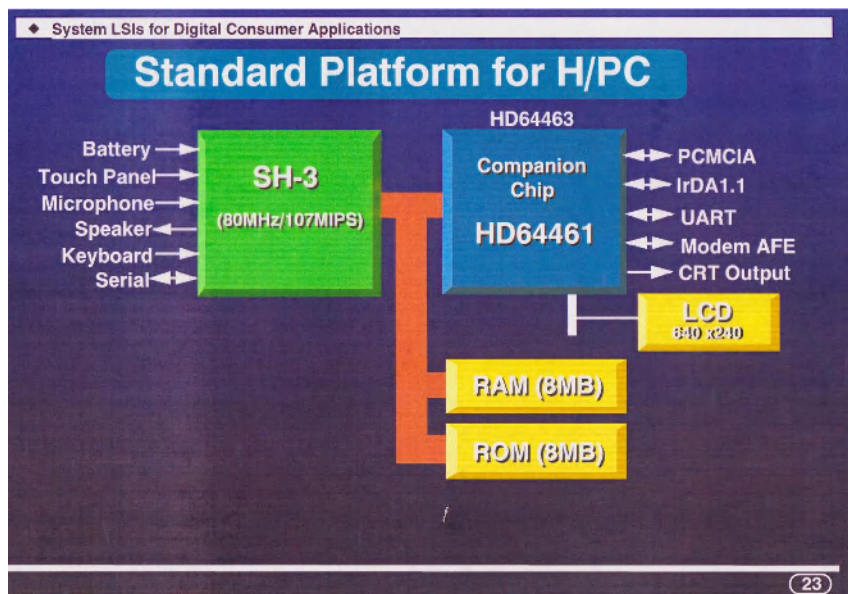 ◆ System LSIs for Digital Consumer Applications
Standard Platform for H/PC
HD64463
Battery
Touch Panel
Microphone
Speaker
Keyboard
Serial
SH-3
(80MHz/107MIPS)
Companion
Chip
HD64461
PCMCIA
IrDA1.1
UART
Modem AFE
CRT Output
LCD
640 x240
RAM (8MB)
ROM (8MB)
f
23